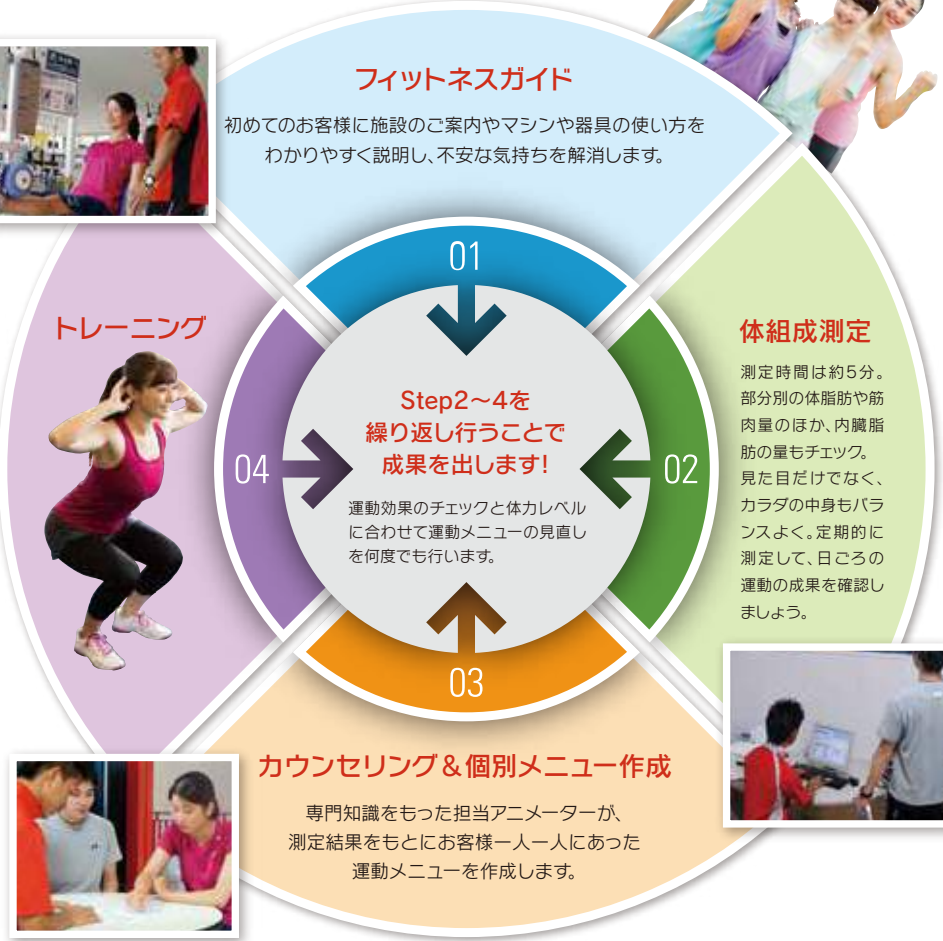 フィットネスガイド
初めてのお客様に施設のご案内やマシンや器具の使い方を
わかりやすく説明し、不安な気持ちを解消します。
01
体組成測定
測定時間は約5分。
部分別の体脂肪や筋
肉量のほか、内臓脂
肪の量もチェック。
見た目だけでなく、
カラダの中身もバラ
ンスよく。定期的に
測定して、日ごろの
運動の成果を確認し
ましょう。
02
カウンセリング&個別メニュー作成
専門知識をもった担当アニメーターが、
測定結果をもとにお客様一人一人にあった
運動メニューを作成します。
03
トレーニング
04
Step2〜4を
繰り返し行うことで
成果を出します!
運動効果のチェックと体力レベル
に合わせて運動メニューの見直し
を何度でも行います。